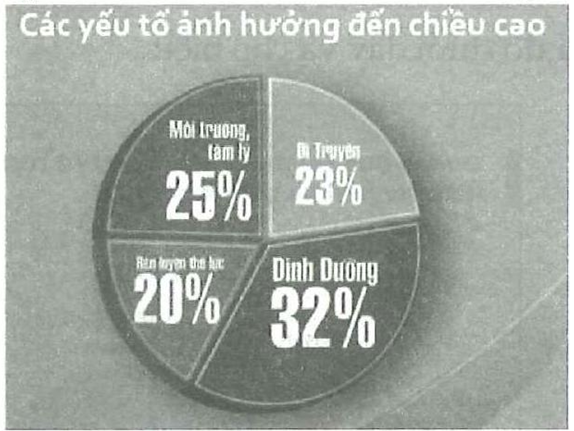 Các yếu tố ảnh hưởng đến chiều cao
Môi trường,
tâm lý
25%
Di Truyền
23%
Rèn luyện thể lực
20%
Dinh Dưỡng
32%